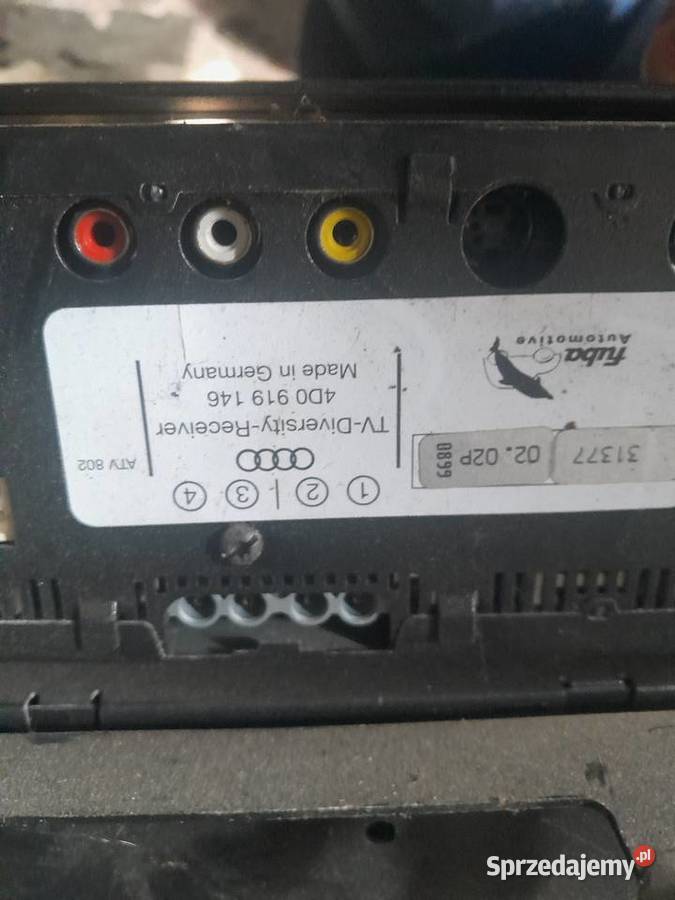 ① ② | ③ ④
TV-Diversity-Receiver
4D0 919 146
Made in Germany
ATV 802
31377
02. 02P
0899
fuba
Automotive
Sprzedajemy.pl